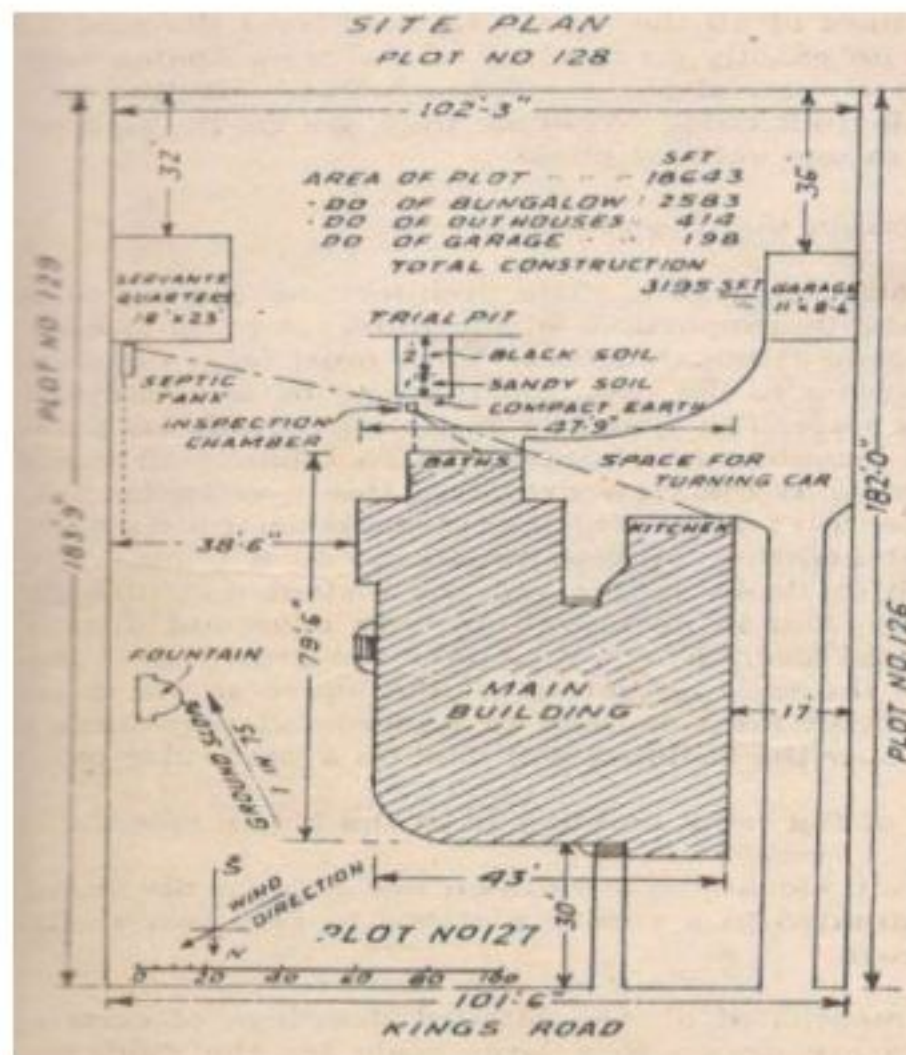 SITE PLAN
PLOT NO 128
102'-3"
32'
36'
SFT
AREA OF PLOT - - - 18643
DO OF BUNGALOW 2583
DO OF OUTHOUSES 414
DO OF GARAGE - - 198
TOTAL CONSTRUCTION
3195 SFT
SERVANTS
QUARTERS
18' x 23'
GARAGE
PLOT NO 129
TRIAL PIT
2'
BLACK SOIL
1'
SANDY SOIL
COMPACT EARTH
SEPTIC
TANK
INSPECTION
CHAMBER
47'-9"
BATHS
SPACE FOR
TURNING CAR
KITCHEN
183'-9"
182'-0"
38'-6"
79'-6"
PLOT NO. 126
FOUNTAIN
MAIN
BUILDING
17'
GROUND SLOPE
1 IN 75
43'
30'
S
WIND
DIRECTION
N
PLOT NO 127
0 20 40 60 80 100
101'-6"
KINGS ROAD